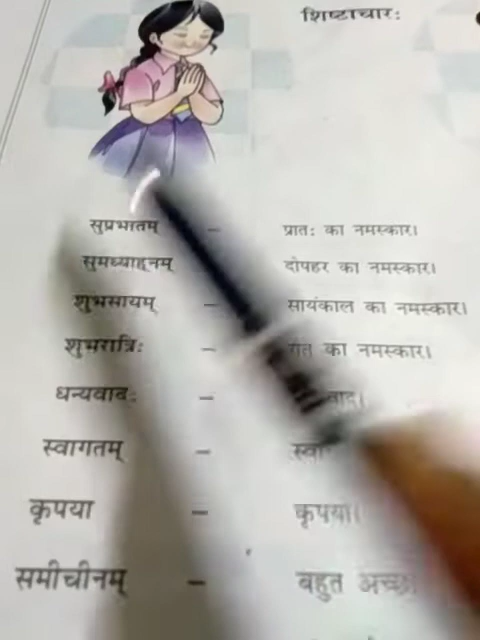 शिष्टाचारः
सुप्रभातम् – प्रातः का नमस्कार।
सुमध्याह्नम् दोपहर का नमस्कार।
शुभसायम् – सायंकाल का नमस्कार।
शुभरात्रिः – का नमस्कार।
धन्यवादः –
स्वागतम् –
कृपया – कृपया।
समीचीनम् – बहुत अच्छा